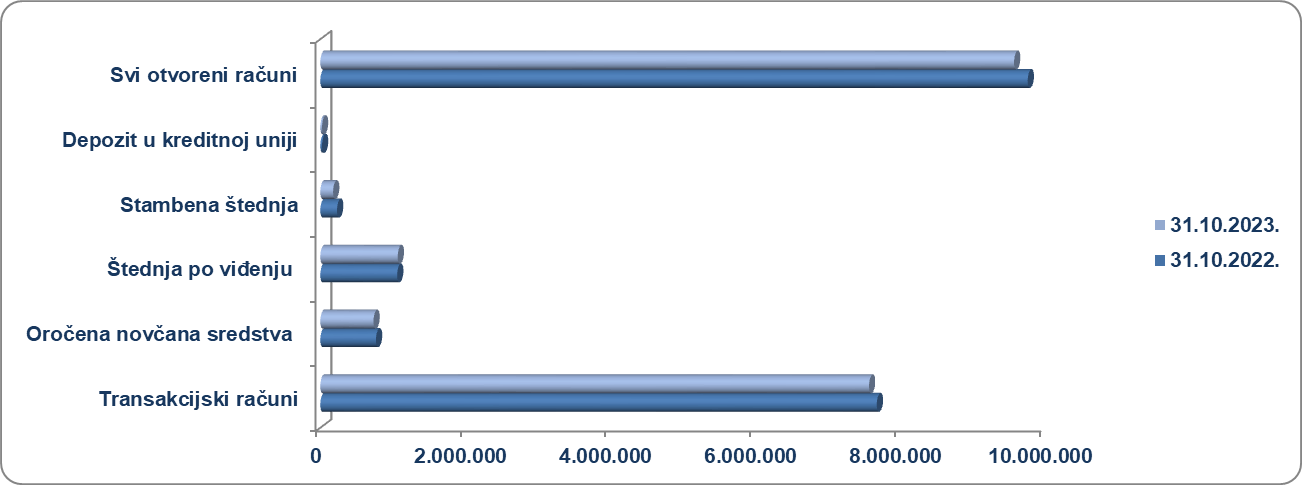 Svi otvoreni računi
Depozit u kreditnoj uniji
Stambena štednja
Štednja po viđenju
Oročena novčana sredstva
Transakcijski računi
0 2.000.000 4.000.000 6.000.000 8.000.000 10.000.000
31.10.2023.
31.10.2022.